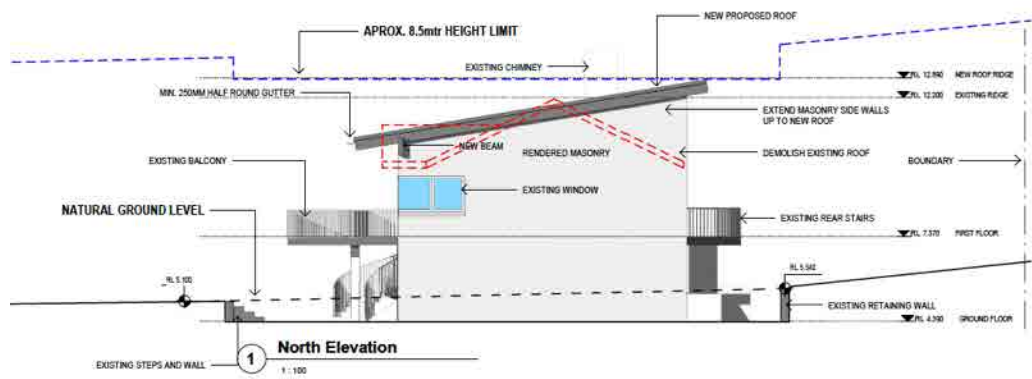 NEW PROPOSED ROOF
APROX. 8.5mtr HEIGHT LIMIT
EXISTING CHIMNEY
RL 12.690 NEW ROOF RIDGE
MIN. 250MM HALF ROUND GUTTER
RL 12.200 EXISTING RIDGE
EXTEND MASONRY SIDE WALLS
UP TO NEW ROOF
NEW BEAM
RENDERED MASONRY
DEMOLISH EXISTING ROOF
EXISTING BALCONY
BOUNDARY
EXISTING WINDOW
NATURAL GROUND LEVEL
EXISTING REAR STAIRS
RL 7.370 FIRST FLOOR
RL 5.100
RL 5.542
EXISTING RETAINING WALL
RL 4.390 GROUND FLOOR
1 North Elevation
EXISTING STEPS AND WALL
1 : 100